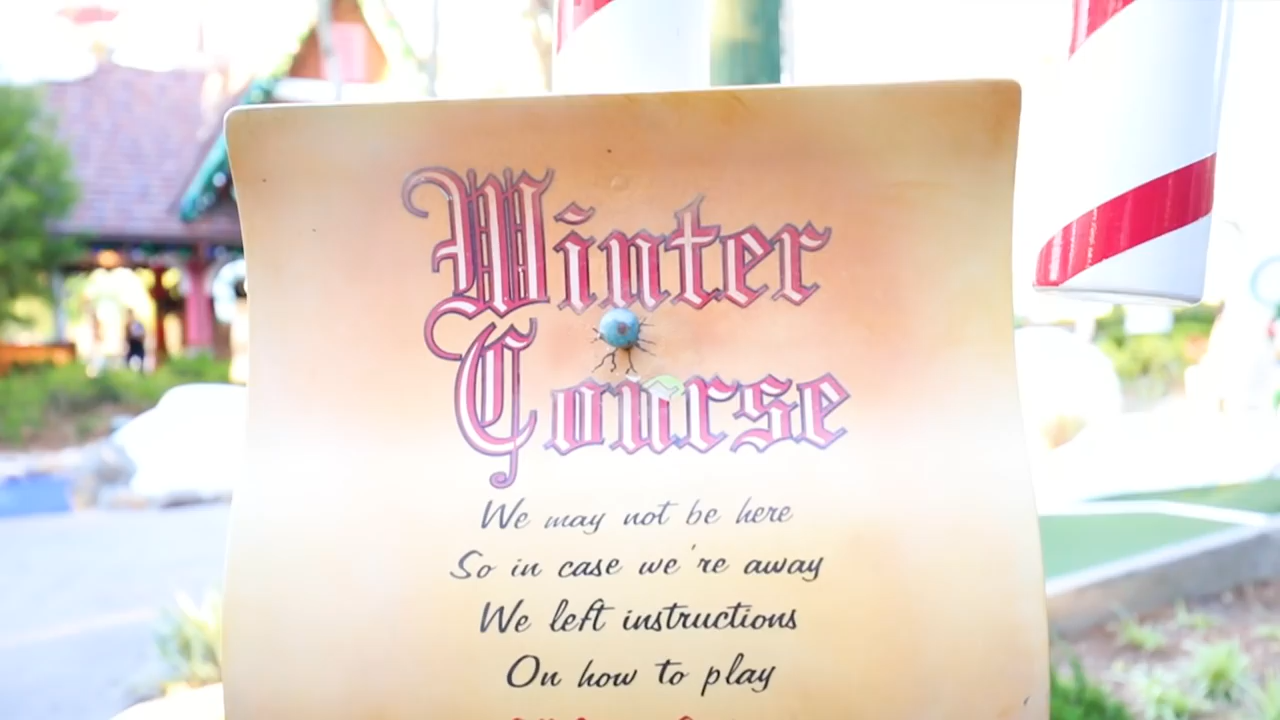 Winter
Course
We may not be here
So in case we're away
We left instructions
On how to play